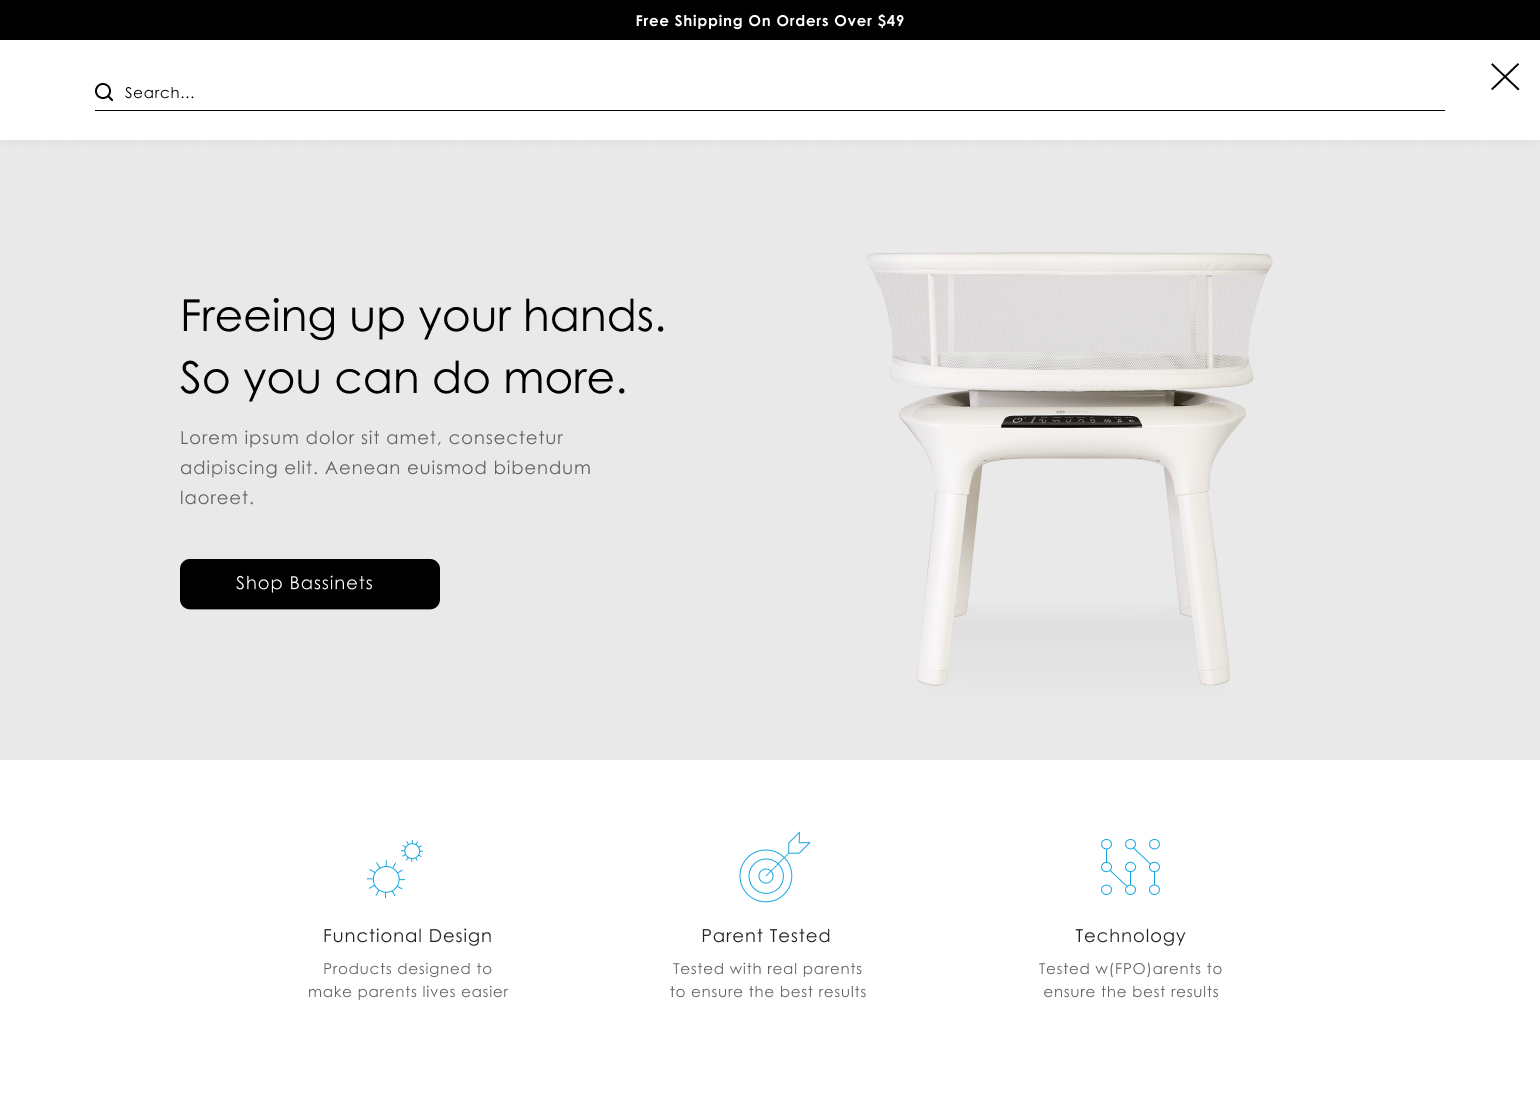 Free Shipping On Orders Over $49
Search...
Freeing up your hands.
So you can do more.
Lorem ipsum dolor sit amet, consectetur
adipiscing elit. Aenean euismod bibendum
laoreet.
Shop Bassinets
Functional Design
Products designed to
make parents lives easier
Parent Tested
Tested with real parents
to ensure the best results
Technology
Tested w(FPO)arents to
ensure the best results